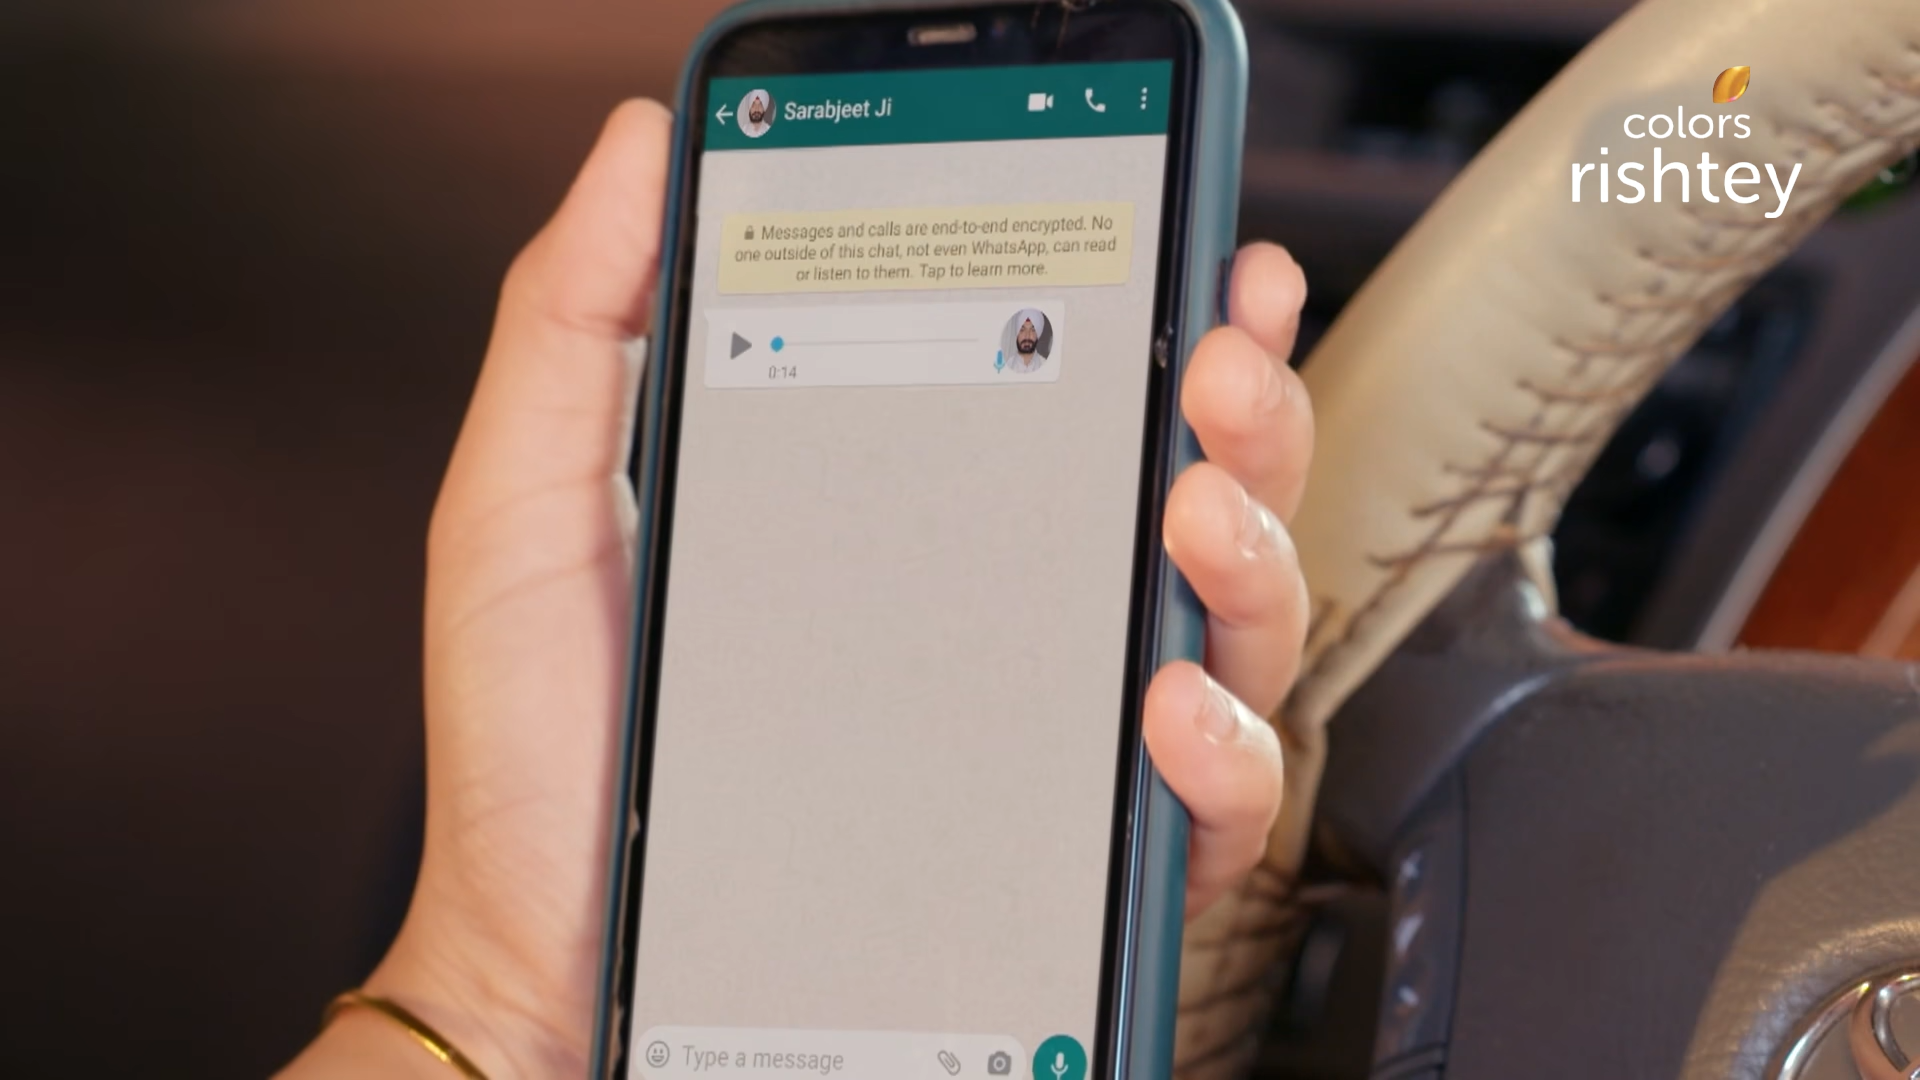 Sarabjeet Ji
colors
rishtey
Messages and calls are end-to-end encrypted. No
one outside of this chat, not even WhatsApp, can read
or listen to them. Tap to learn more.
0:14
Type a message